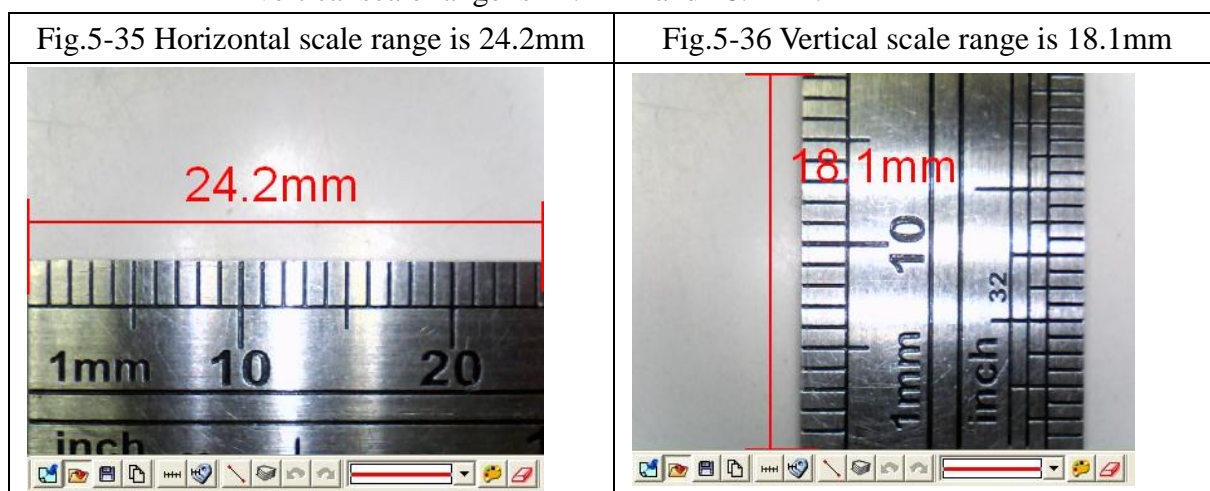 Fig.5-35 Horizontal scale range is 24.2mm
Fig.5-36 Vertical scale range is 18.1mm
24.2mm
1mm 10 20
inch
18.1mm
10
32
1mm
inch